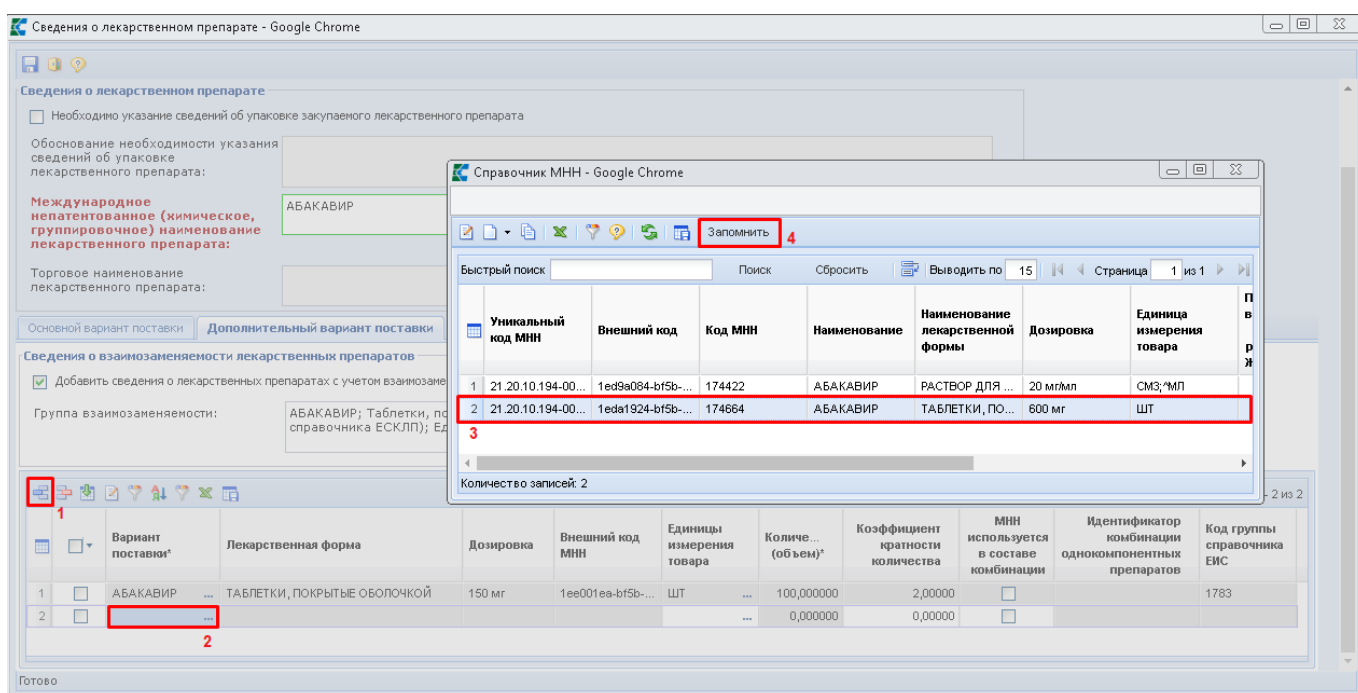 Сведения о лекарственном препарате - Google Chrome
Сведения о лекарственном препарате
Необходимо указание сведений об упаковке закупаемого лекарственного препарата
Обоснование необходимости указания
сведений об упаковке
лекарственного препарата:
Международное
непатентованное (химическое,
группировочное) наименование
лекарственного препарата:
АБАКАВИР
Торговое наименование
лекарственного препарата:
Основной вариант поставки
Дополнительный вариант поставки
Сведения о взаимозаменяемости лекарственных препаратов
Добавить сведения о лекарственных препаратах с учетом взаимозаме
Группа взаимозаменяемости:
АБАКАВИР; Таблетки, по
справочника ЕСКЛП); Ед
Справочник МНН - Google Chrome
Запомнить
4
Быстрый поиск
Поиск
Сбросить
Выводить по 15
Страница 1 из 1
Уникальный
код МНН
Внешний код
Код МНН
Наименование
Наименование
лекарственной
формы
Дозировка
Единица
измерения
товара
П
в
р
Ж
1 21.20.10.194-00... 1ed9a084-bf5b-... 174422 АБАКАВИР РАСТВОР ДЛЯ ... 20 мг/мл СМ3;^МЛ
2 21.20.10.194-00... 1eda1924-bf5b-... 174664 АБАКАВИР ТАБЛЕТКИ, ПО... 600 мг ШТ
3
Количество записей: 2
- 2 из 2
1
Вариант
поставки*
Лекарственная форма
Дозировка
Внешний код
МНН
Единицы
измерения
товара
Количе...
(объем)*
Коэффициент
кратности
количества
МНН
используется
в составе
комбинации
Идентификатор
комбинации
однокомпонентных
препаратов
Код группы
справочника
ЕИС
1 АБАКАВИР ... ТАБЛЕТКИ, ПОКРЫТЫЕ ОБОЛОЧКОЙ 150 мг 1ee001ea-bf5b-... ШТ ... 100,000000 2,00000 1783
2 ... ... 0,000000 0,00000
2
Готово